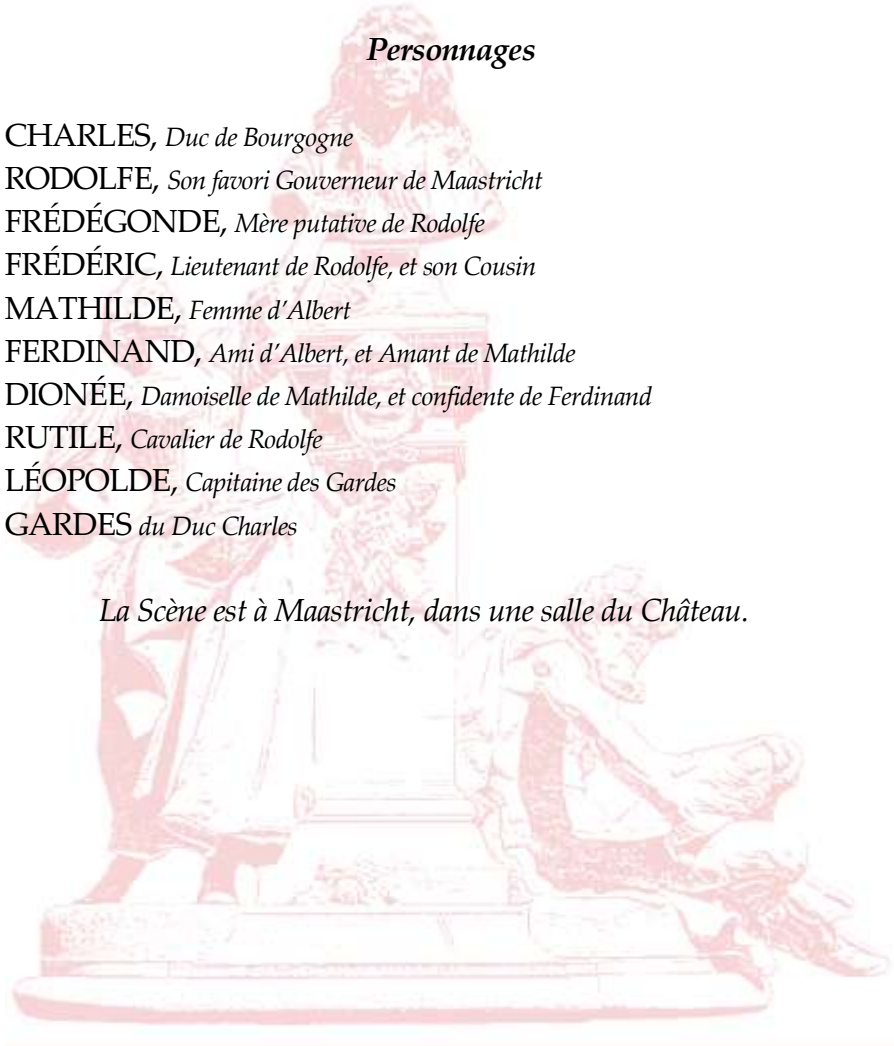 Personnages
CHARLES, Duc de Bourgogne
RODOLFE, Son favori Gouverneur de Maastricht
FRÉDÉGONDE, Mère putative de Rodolfe
FRÉDÉRIC, Lieutenant de Rodolfe, et son Cousin
MATHILDE, Femme d'Albert
FERDINAND, Ami d'Albert, et Amant de Mathilde
DIONÉE, Damoiselle de Mathilde, et confidente de Ferdinand
RUTILE, Cavalier de Rodolfe
LÉOPOLDE, Capitaine des Gardes
GARDES du Duc Charles
La Scène est à Maastricht, dans une salle du Château.